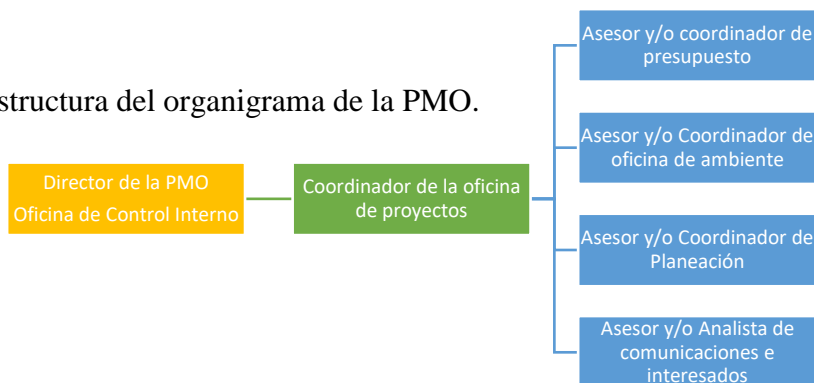 structura del organigrama de la PMO.
Director de la PMO
Oficina de Control Interno
Coordinador de la oficina
de proyectos
Asesor y/o coordinador de
presupuesto
Asesor y/o Coordinador de
oficina de ambiente
Asesor y/o Coordinador de
Planeación
Asesor y/o Analista de
comunicaciones e
interesados